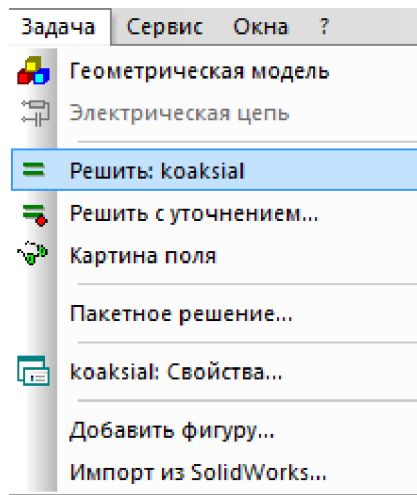 Задача Сервис Окна ?
Геометрическая модель
Электрическая цепь
Решить: koaksial
Решить с уточнением...
Картина поля
Пакетное решение...
koaksial: Свойства...
Добавить фигуру...
Импорт из SolidWorks...